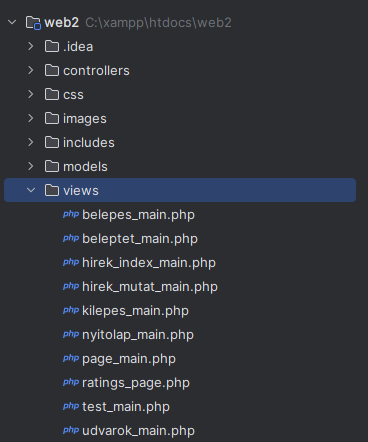 web2 C:\xampp\htdocs\web2
.idea
controllers
css
images
includes
models
views
php belepes_main.php
php beleptet_main.php
php hirek_index_main.php
php hirek_mutat_main.php
php kilepes_main.php
php nyitolap_main.php
php page_main.php
php ratings_page.php
php test_main.php
php udvarok_main.php